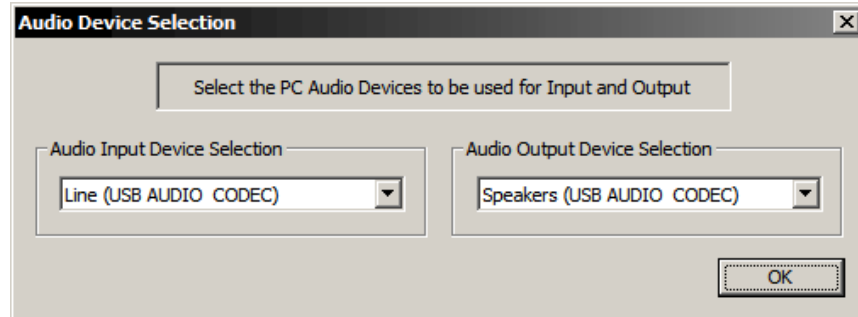 Audio Device Selection
Select the PC Audio Devices to be used for Input and Output
Audio Input Device Selection
Audio Output Device Selection
Line (USB AUDIO  CODEC)
Speakers (USB AUDIO  CODEC)
OK